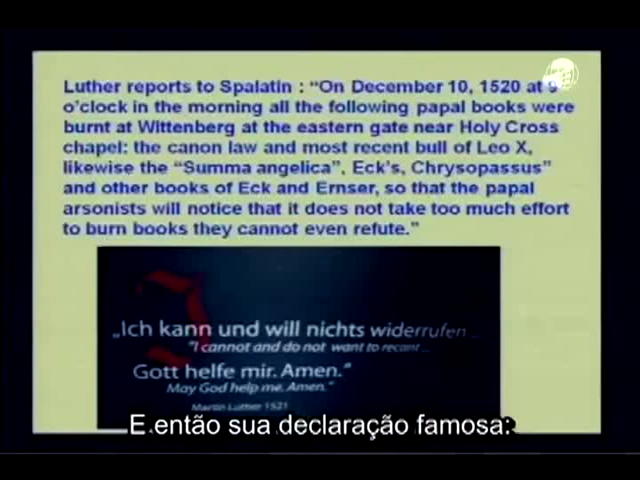 Luther reports to Spalatin : “On December 10, 1520 at 9
o’clock in the morning all the following papal books were
burnt at Wittenberg at the eastern gate near Holy Cross
chapel: the canon law and most recent bull of Leo X,
likewise the “Summa angelica”, Eck’s, Chrysopassus”
and other books of Eck and Ernser, so that the papal
arsonists will notice that it does not take too much effort
to burn books they cannot even refute.”
„Ich kann und will nichts widerrufen ...
"I cannot and do not want to recant ...
Gott helfe mir. Amen.“
May God help me. Amen."
Martin Luther 1521
E então sua declaração famosa: